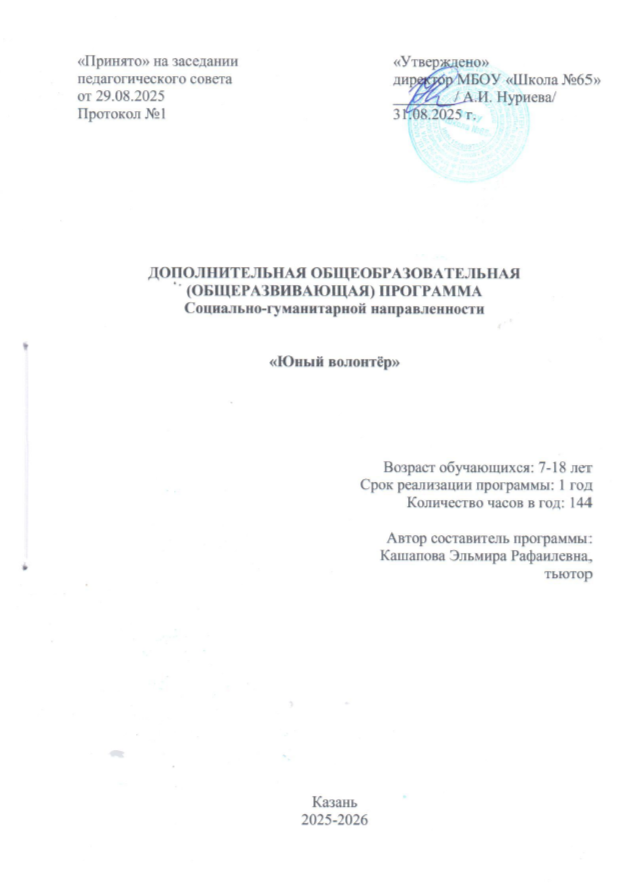 «Принято» на заседании
педагогического совета
от 29.08.2025
Протокол №1
«Утверждено»
директор МБОУ «Школа №65»
/ А.И. Нуриева/
31.08.2025 г.
ДОПОЛНИТЕЛЬНАЯ ОБЩЕОБРАЗОВАТЕЛЬНАЯ
(ОБЩЕРАЗВИВАЮЩАЯ) ПРОГРАММА
Социально-гуманитарной направленности
«Юный волонтёр»
Возраст обучающихся: 7-18 лет
Срок реализации программы: 1 год
Количество часов в год: 144
Автор составитель программы:
Кашапова Эльмира Рафаилевна,
тьютор
Казань
2025-2026